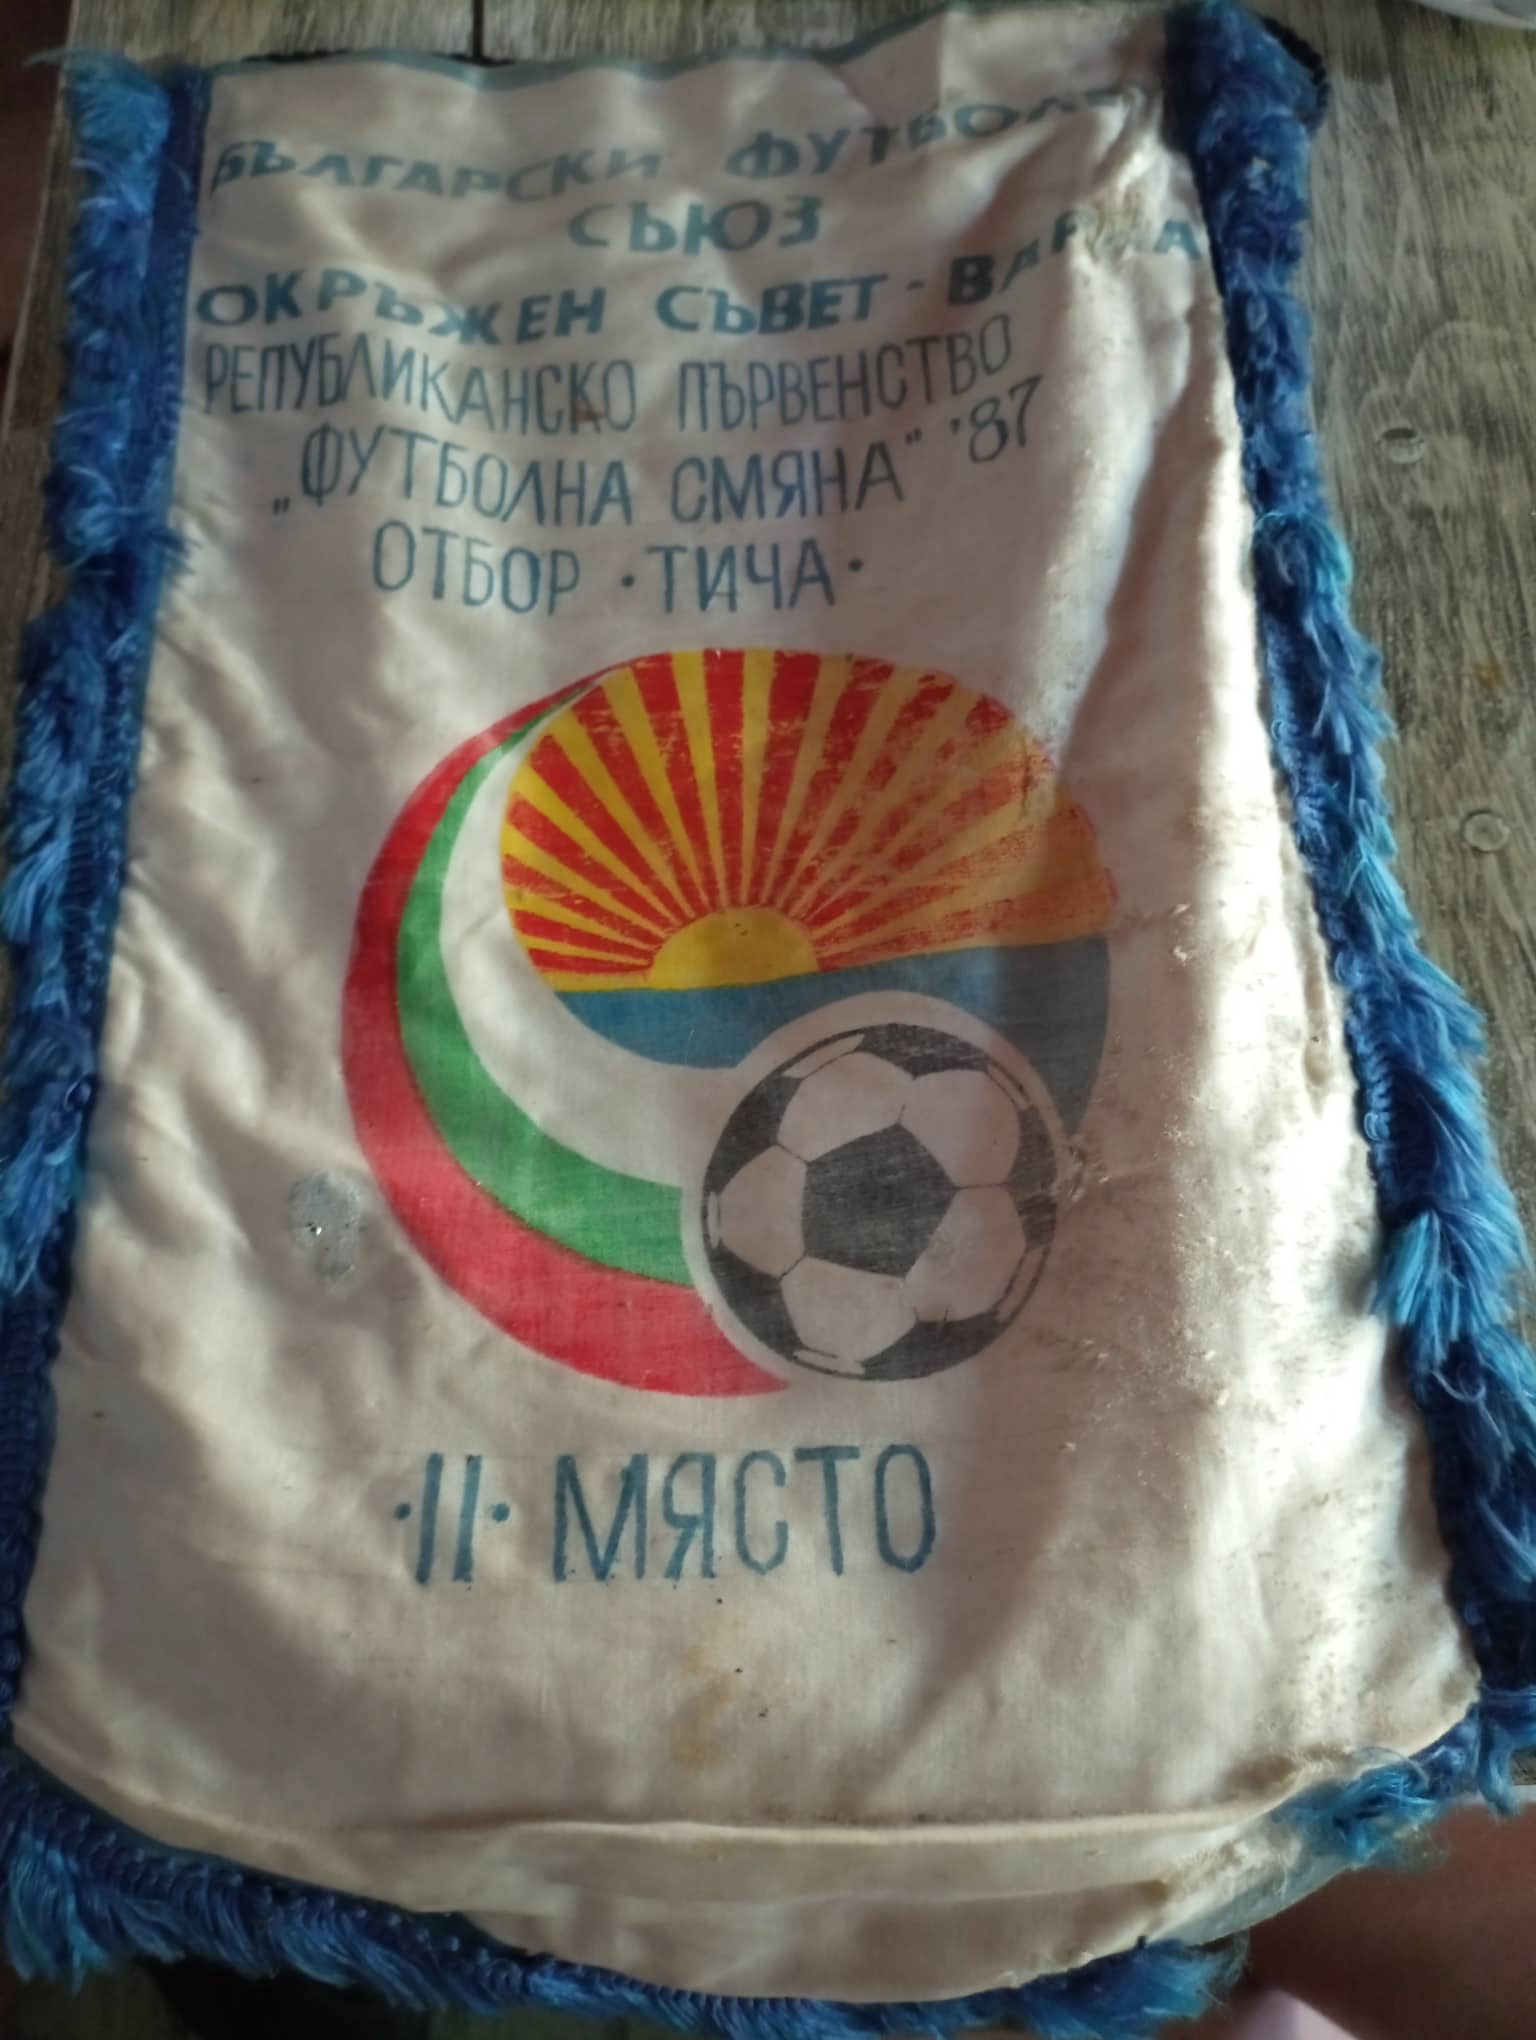 БЪЛГАРСКИ ФУТБОЛЕН
СЪЮЗ
ОКРЪЖЕН СЪВЕТ - ВАРНА
РЕПУБЛИКАНСКО ПЪРВЕНСТВО
„ФУТБОЛНА СМЯНА" '87
ОТБОР · ТИЧА ·
· II · МЯСТО